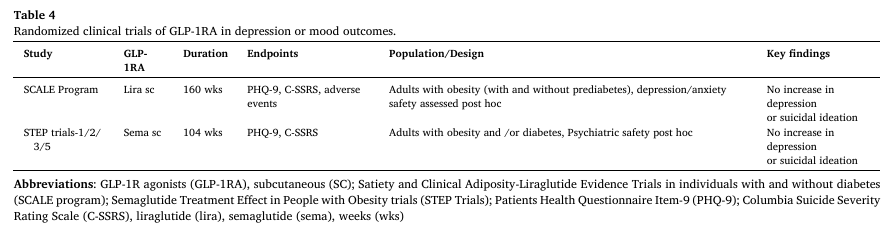 Table 4
Randomized clinical trials of GLP-1RA in depression or mood outcomes.
Study GLP-1RA Duration Endpoints Population/Design Key findings
SCALE Program Lira sc 160 wks PHQ-9, C-SSRS, adverse events Adults with obesity (with and without prediabetes), depression/anxiety safety assessed post hoc No increase in depression or suicidal ideation
STEP trials-1/2/3/5 Sema sc 104 wks PHQ-9, C-SSRS Adults with obesity and /or diabetes, Psychiatric safety post hoc No increase in depression or suicidal ideation
Abbreviations: GLP-1R agonists (GLP-1RA), subcutaneous (SC); Satiety and Clinical Adiposity-Liraglutide Evidence Trials in individuals with and without diabetes
(SCALE program); Semaglutide Treatment Effect in People with Obesity trials (STEP Trials); Patients Health Questionnaire Item-9 (PHQ-9); Columbia Suicide Severity
Rating Scale (C-SSRS), liraglutide (lira), semaglutide (sema), weeks (wks)